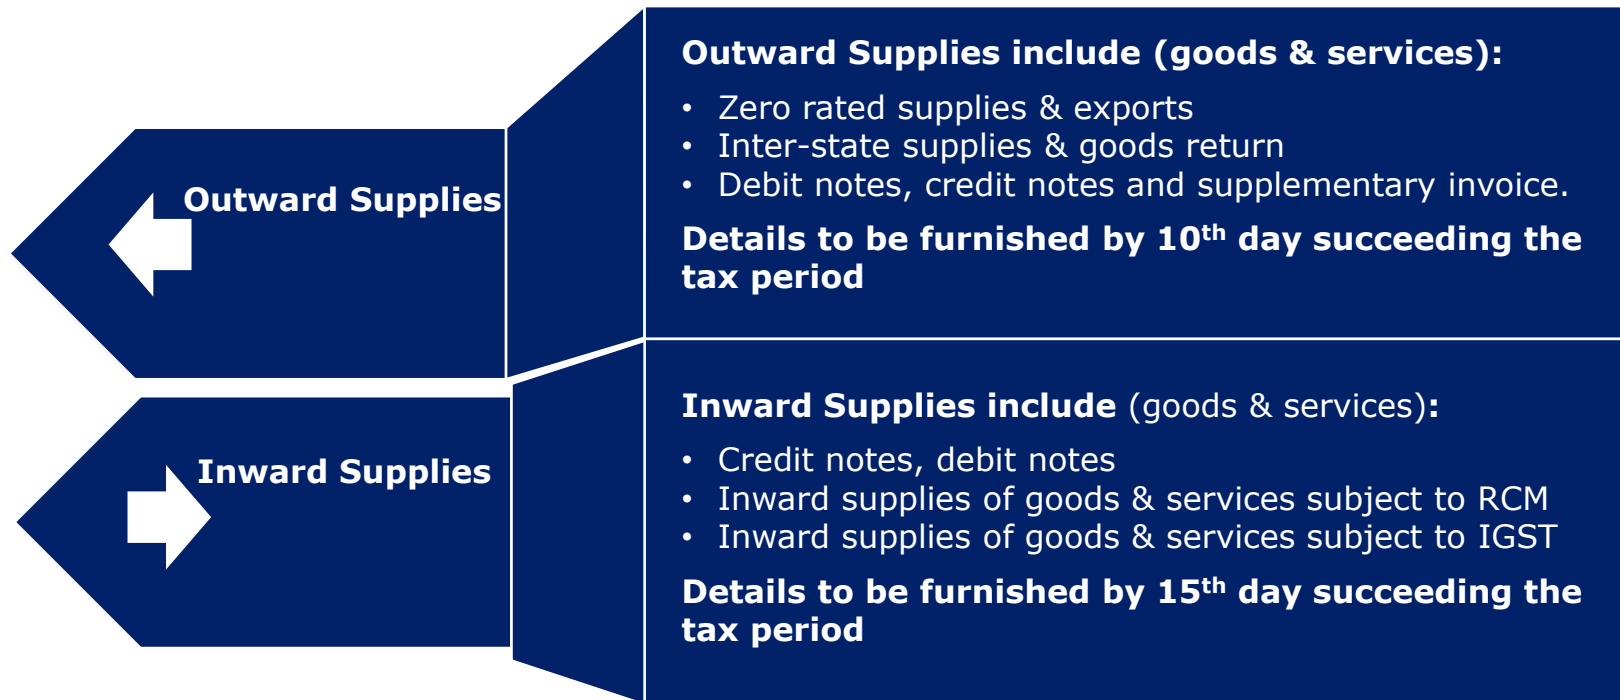 Outward Supplies
Outward Supplies include (goods & services):
• Zero rated supplies & exports
• Inter-state supplies & goods return
• Debit notes, credit notes and supplementary invoice.
Details to be furnished by 10th day succeeding the
tax period
Inward Supplies
Inward Supplies include (goods & services):
• Credit notes, debit notes
• Inward supplies of goods & services subject to RCM
• Inward supplies of goods & services subject to IGST
Details to be furnished by 15th day succeeding the
tax period